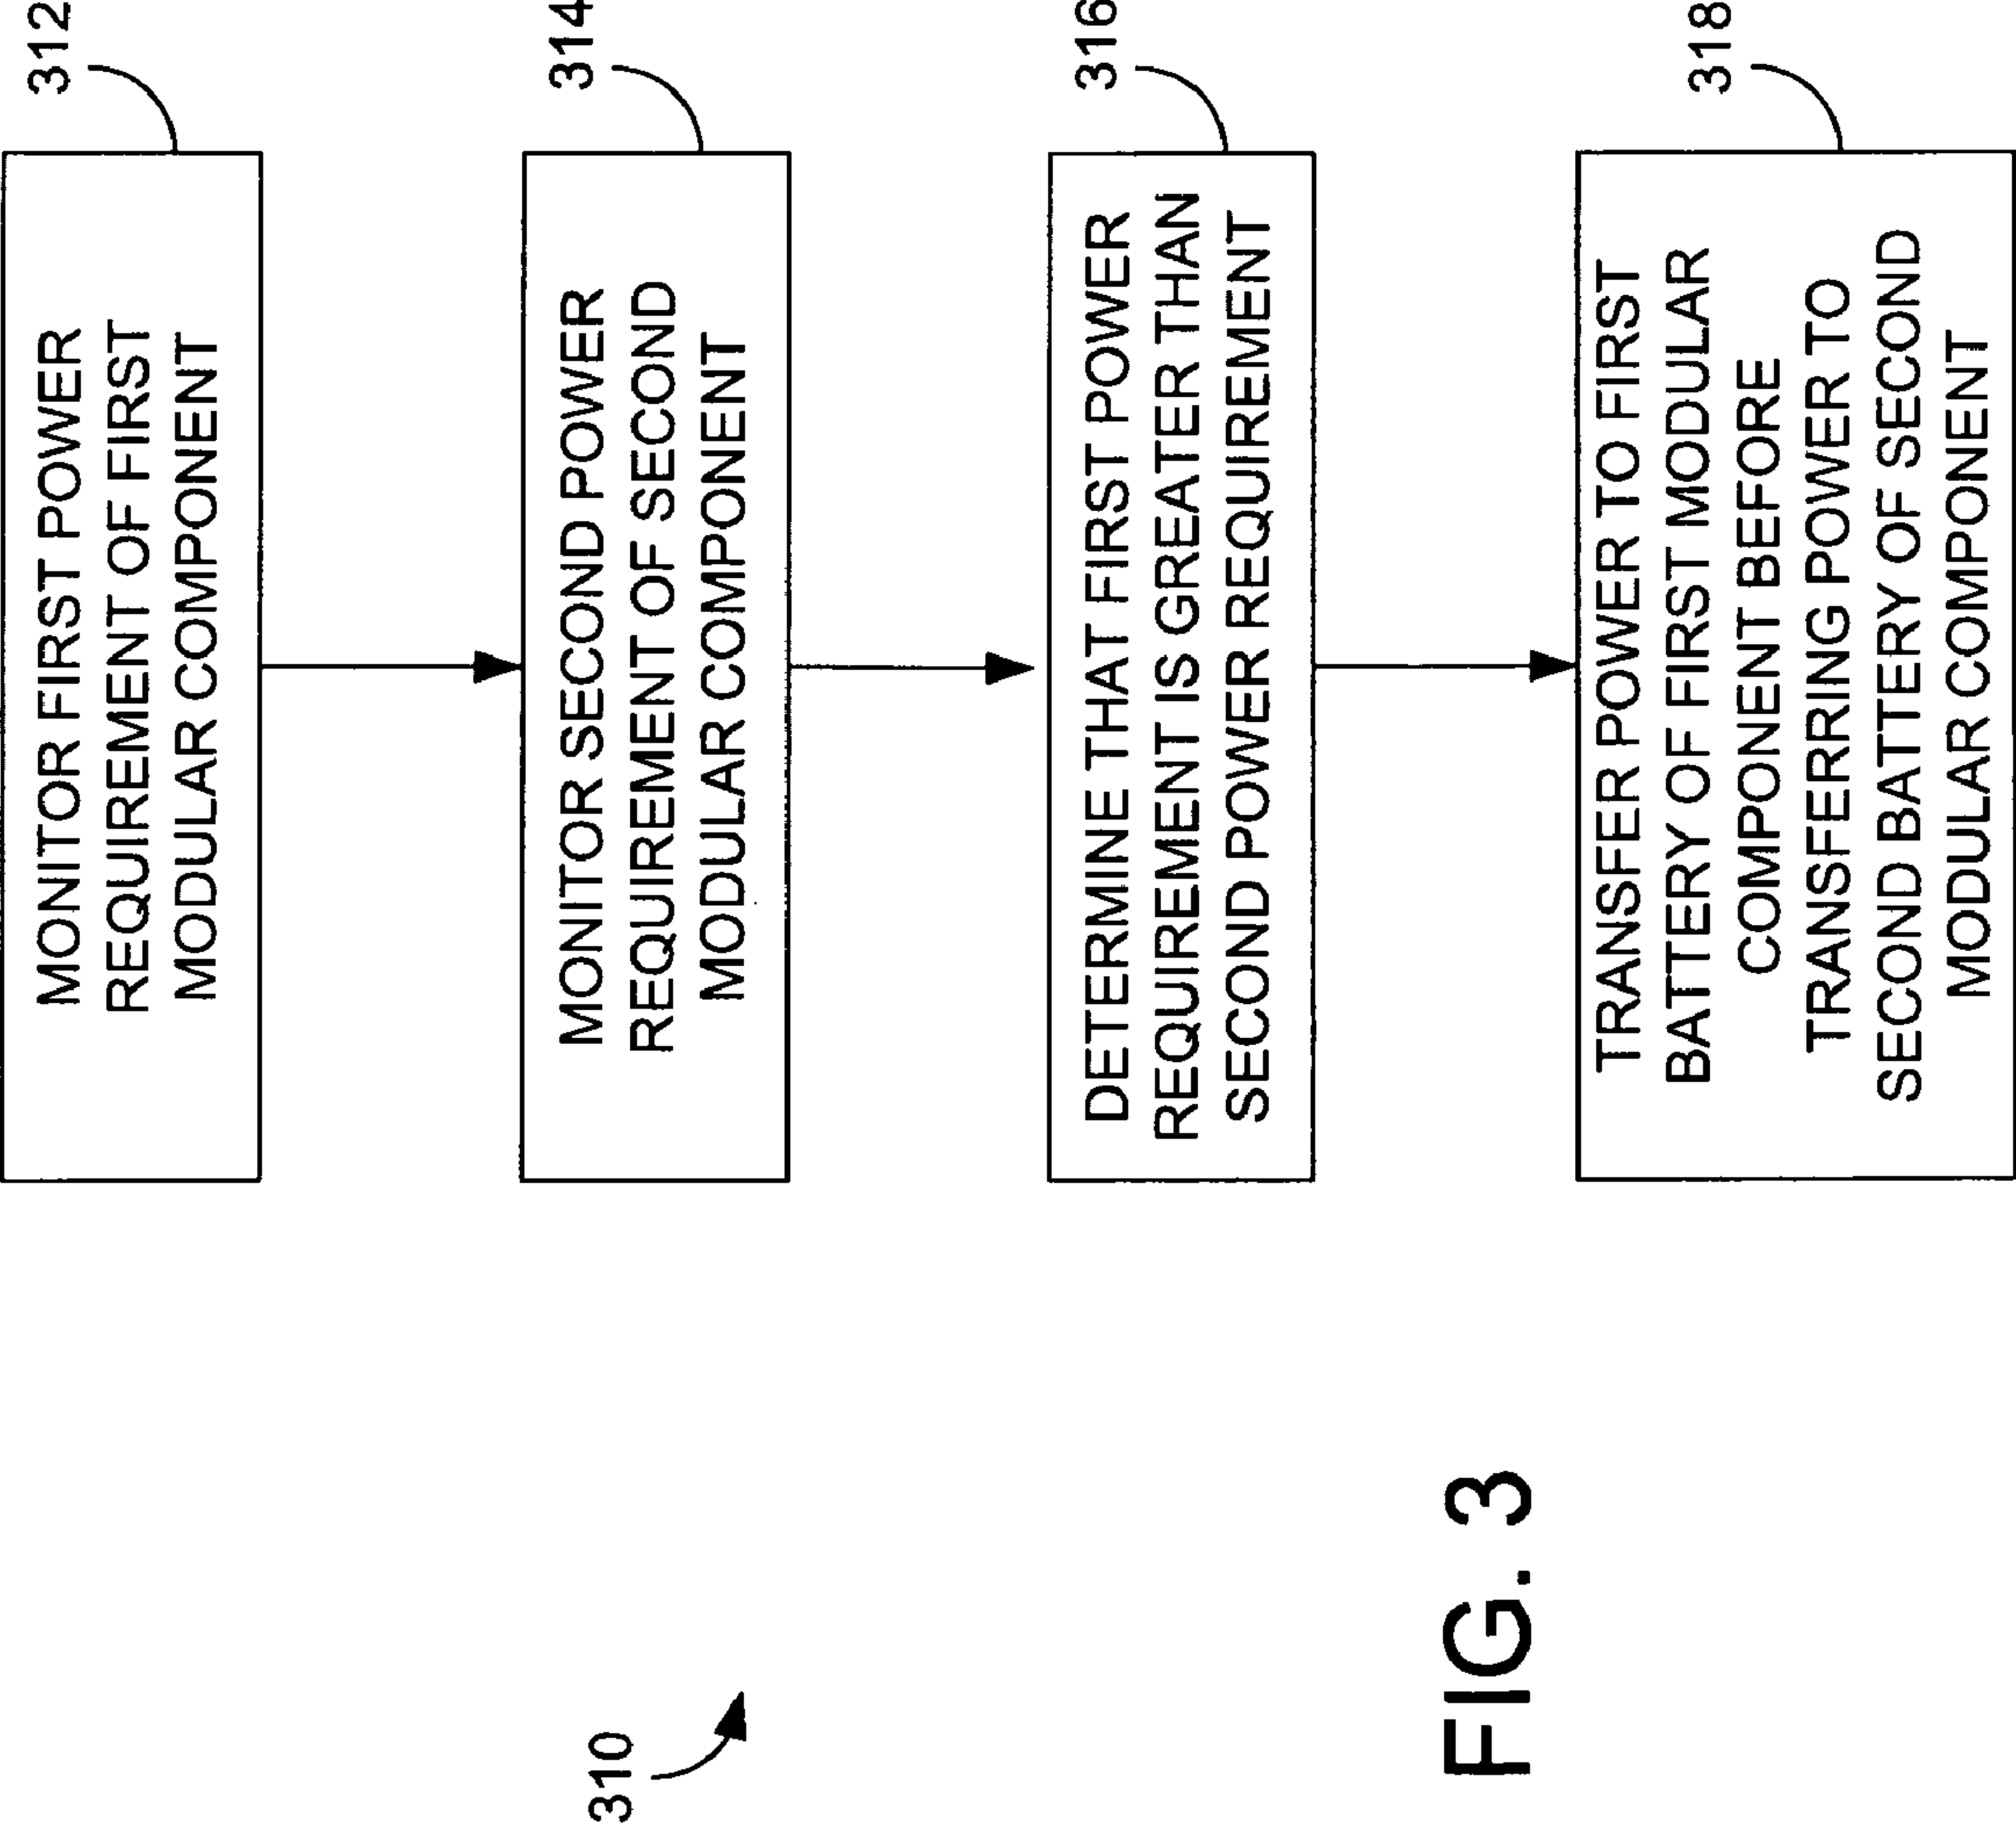 310
MONITOR FIRST POWER
REQUIREMENT OF FIRST
MODULAR COMPONENT
312
MONITOR SECOND POWER
REQUIREMENT OF SECOND
MODULAR COMPONENT
314
DETERMINE THAT FIRST POWER
REQUIREMENT IS GREATER THAN
SECOND POWER REQUIREMENT
316
TRANSFER POWER TO FIRST
BATTERY OF FIRST MODULAR
COMPONENT BEFORE
TRANSFERRING POWER TO
SECOND BATTERY OF SECOND
MODULAR COMPONENT
318
FIG. 3